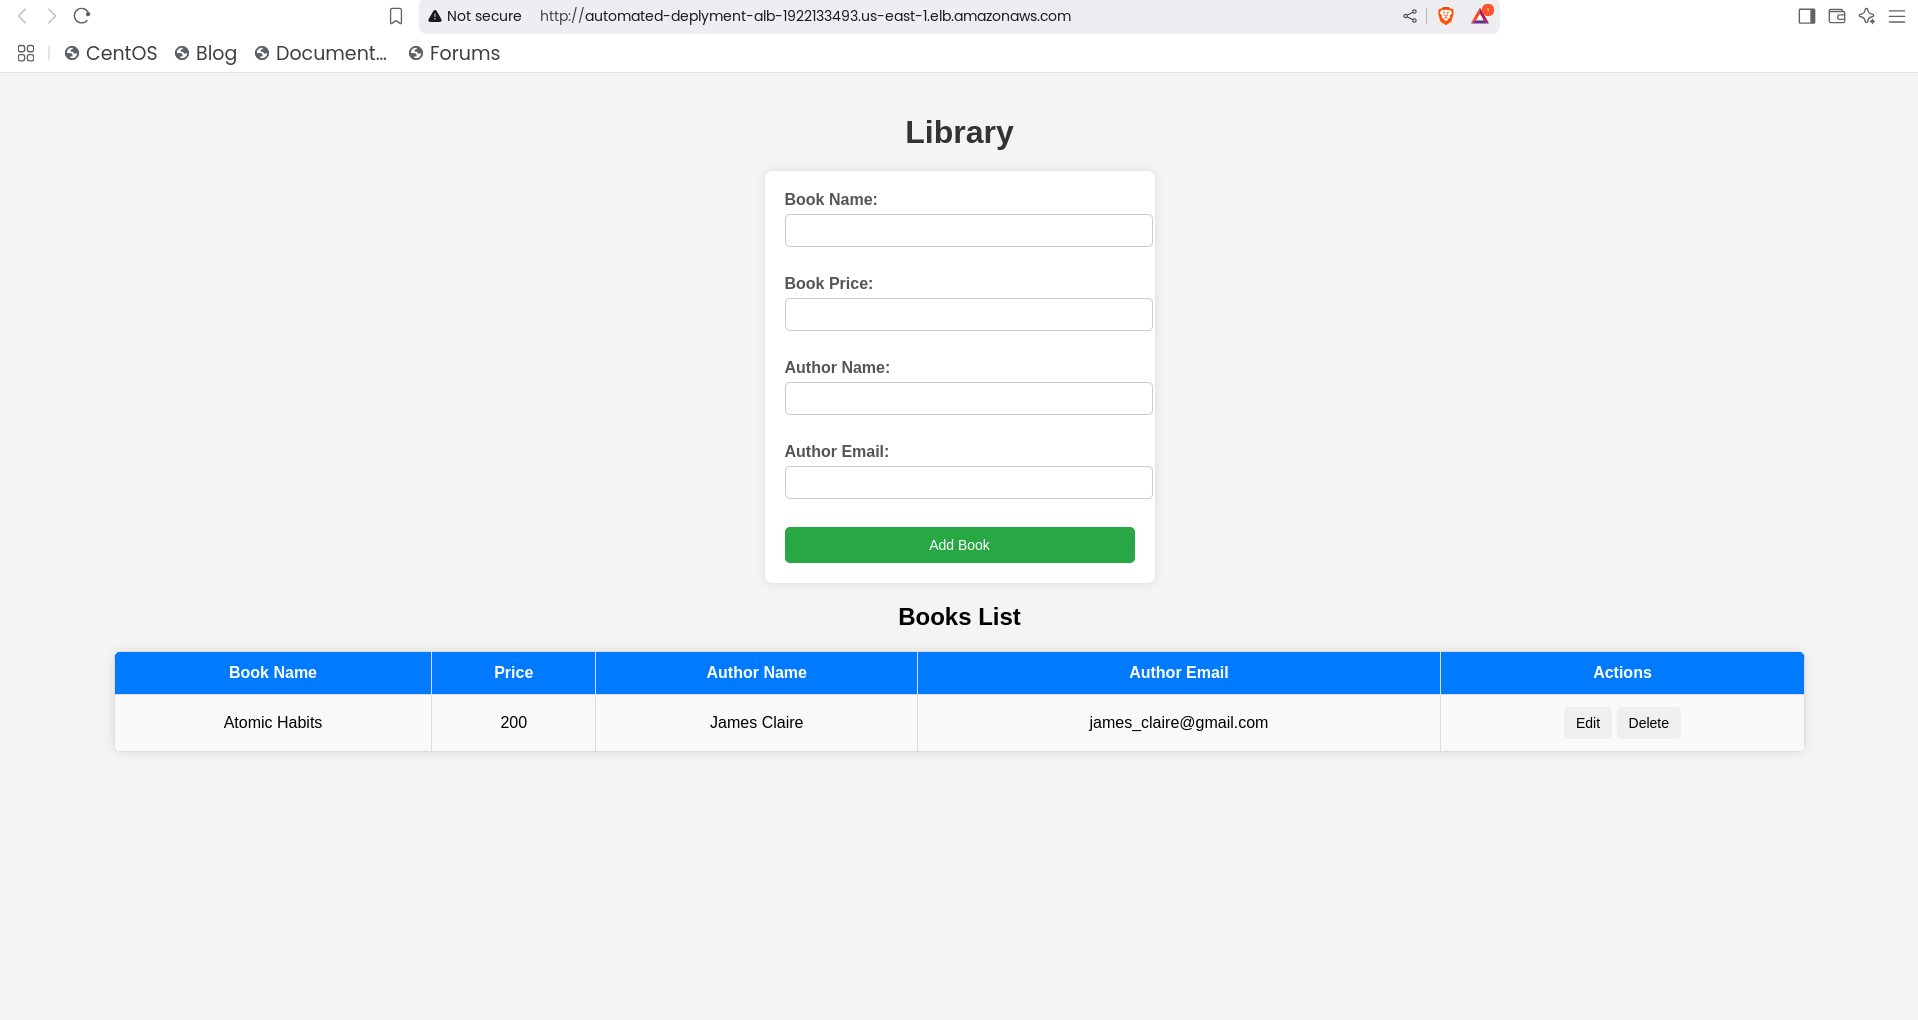 Not secure http://automated-deplyment-alb-1922133493.us-east-1.elb.amazonaws.com
CentOS Blog Document... Forums
Library
Book Name:
Book Price:
Author Name:
Author Email:
Add Book
Books List
Book Name Price Author Name Author Email Actions
Atomic Habits 200 James Claire james_claire@gmail.com Edit Delete